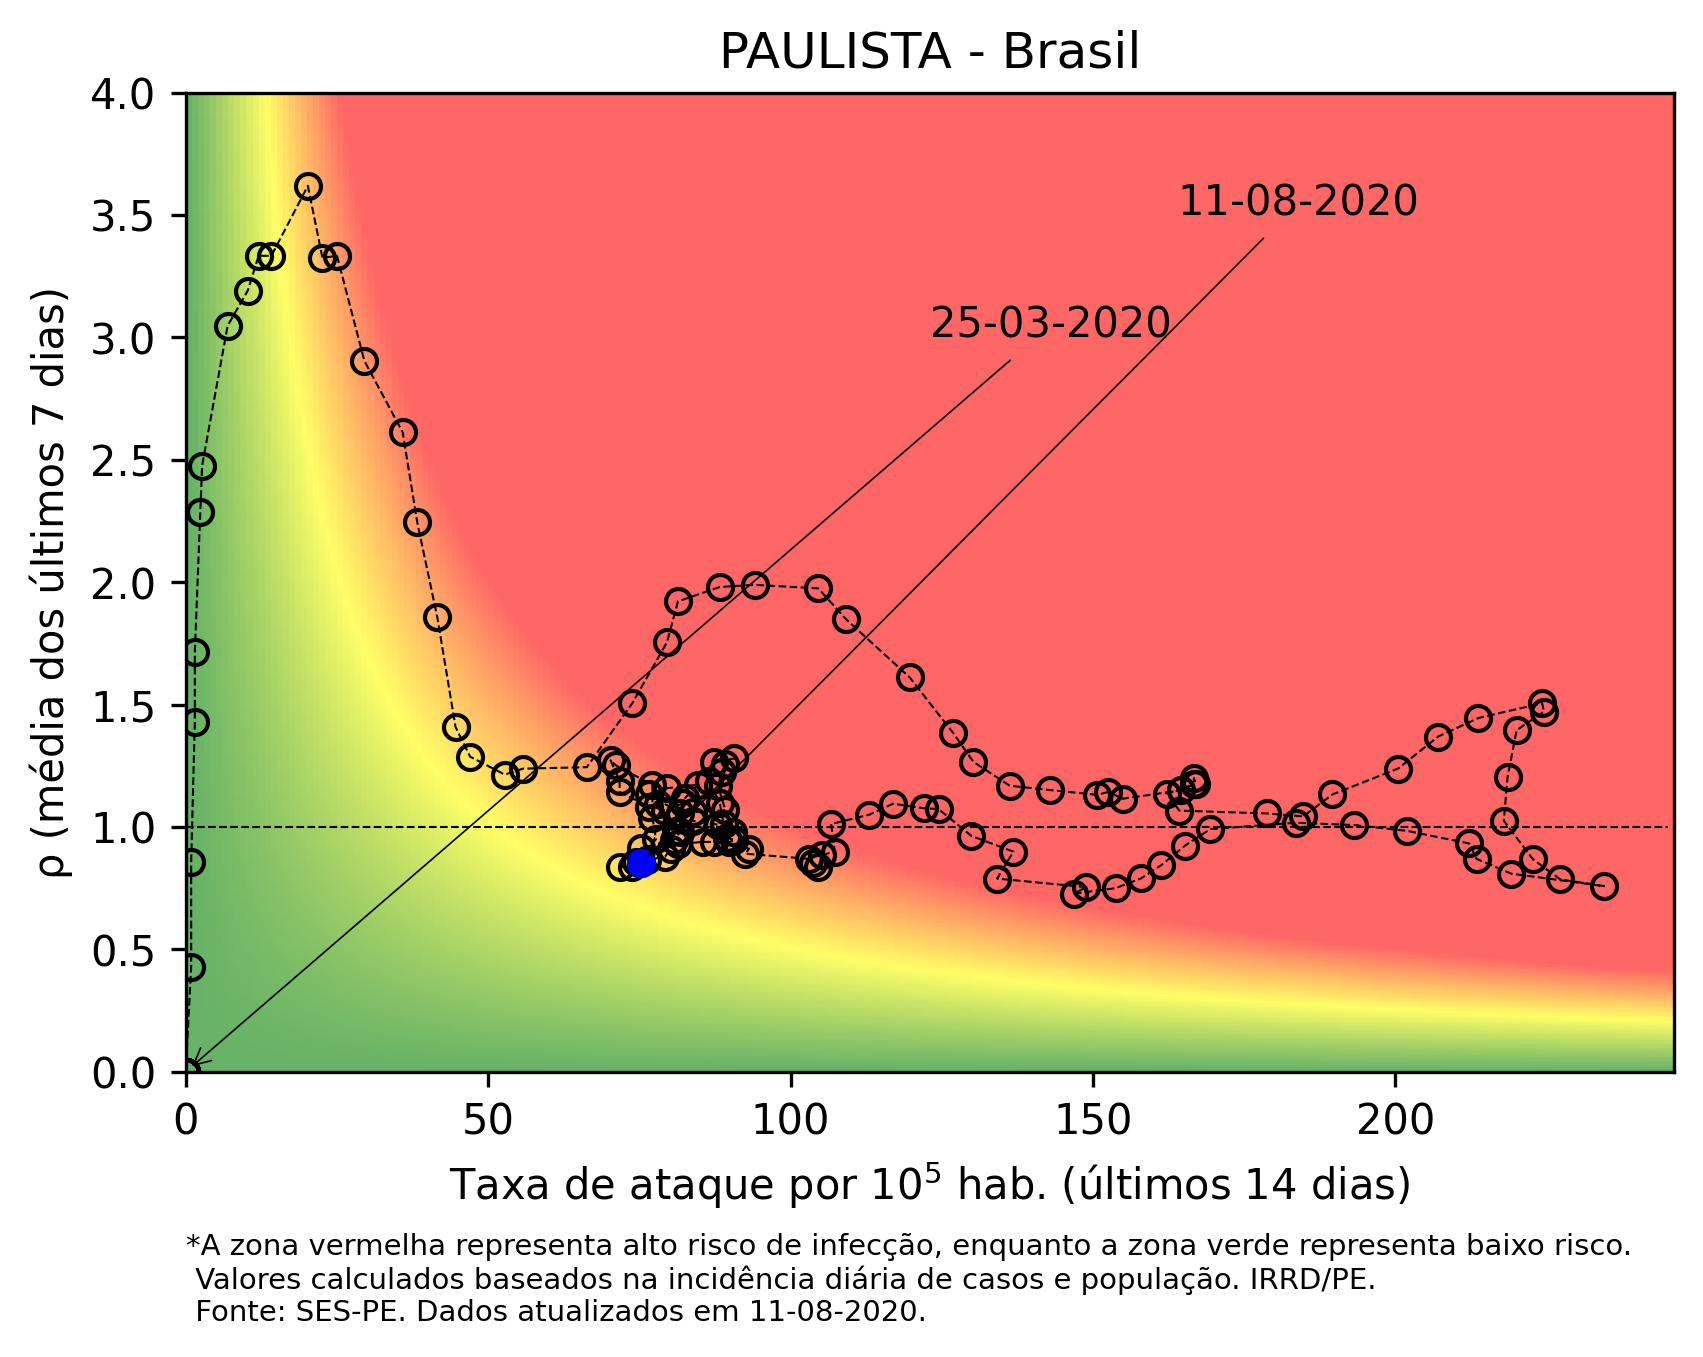 PAULISTA - Brasil
4.0
3.5
3.0
2.5
2.0
1.5
1.0
0.5
0.0
ρ (média dos últimos 7 dias)
11-08-2020
25-03-2020
0 50 100 150 200
Taxa de ataque por 10⁵ hab. (últimos 14 dias)
*A zona vermelha representa alto risco de infecção, enquanto a zona verde representa baixo risco.
Valores calculados baseados na incidência diária de casos e população. IRRD/PE.
Fonte: SES-PE. Dados atualizados em 11-08-2020.